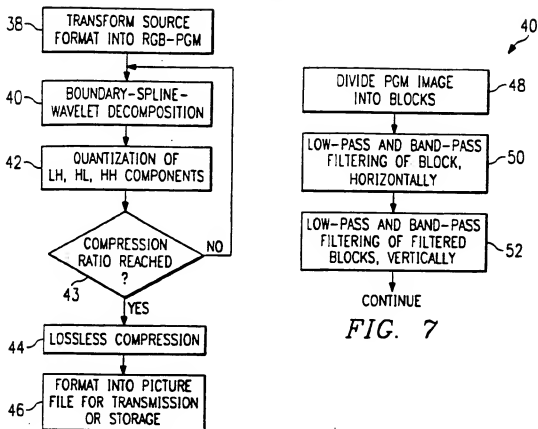 38
TRANSFORM SOURCE
FORMAT INTO RGB-PGM
40
BOUNDARY-SPLINE-
WAVELET DECOMPOSITION
42
QUANTIZATION OF
LH, HL, HH COMPONENTS
COMPRESSION
RATIO REACHED
?
NO
43
YES
44
LOSSLESS COMPRESSION
46
FORMAT INTO PICTURE
FILE FOR TRANSMISSION
OR STORAGE
40
DIVIDE PGM IMAGE
INTO BLOCKS
48
LOW-PASS AND BAND-PASS
FILTERING OF BLOCK,
HORIZONTALLY
50
LOW-PASS AND BAND-PASS
FILTERING OF FILTERED
BLOCKS, VERTICALLY
52
CONTINUE
FIG. 7